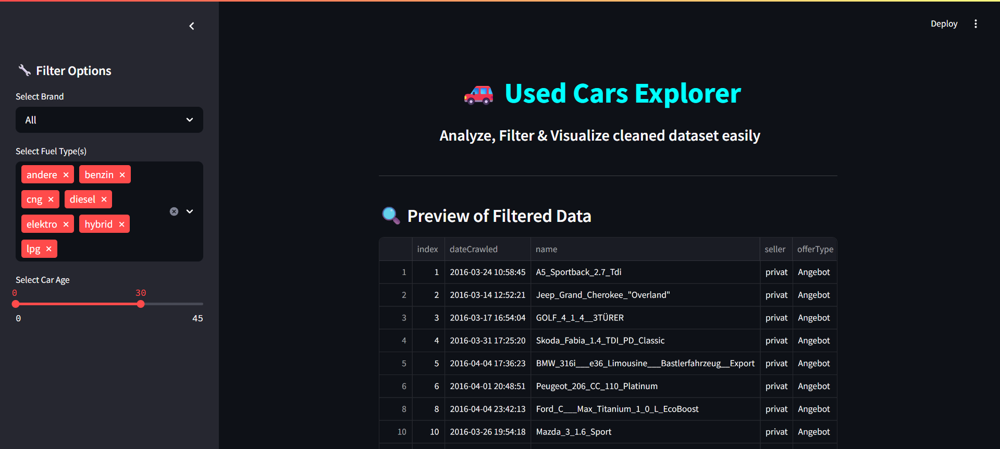 Deploy
Filter Options
Select Brand
All
Select Fuel Type(s)
andere benzin
cng diesel
elektro hybrid
lpg
Select Car Age
0 30
0 45
Used Cars Explorer
Analyze, Filter & Visualize cleaned dataset easily
Preview of Filtered Data
index dateCrawled name seller offerType
1 1 2016-03-24 10:58:45 A5_Sportback_2.7_Tdi privat Angebot
2 2 2016-03-14 12:52:21 Jeep_Grand_Cherokee_"Overland" privat Angebot
3 3 2016-03-17 16:54:04 GOLF_4_1_4__3TÜRER privat Angebot
4 4 2016-03-31 17:25:20 Skoda_Fabia_1.4_TDI_PD_Classic privat Angebot
5 5 2016-04-04 17:36:23 BMW_316i___e36_Limousine___Bastlerfahrzeug__Export privat Angebot
6 6 2016-04-01 20:48:51 Peugeot_206_CC_110_Platinum privat Angebot
8 8 2016-04-04 23:42:13 Ford_C___Max_Titanium_1_0_L_EcoBoost privat Angebot
10 10 2016-03-26 19:54:18 Mazda_3_1.6_Sport privat Angebot